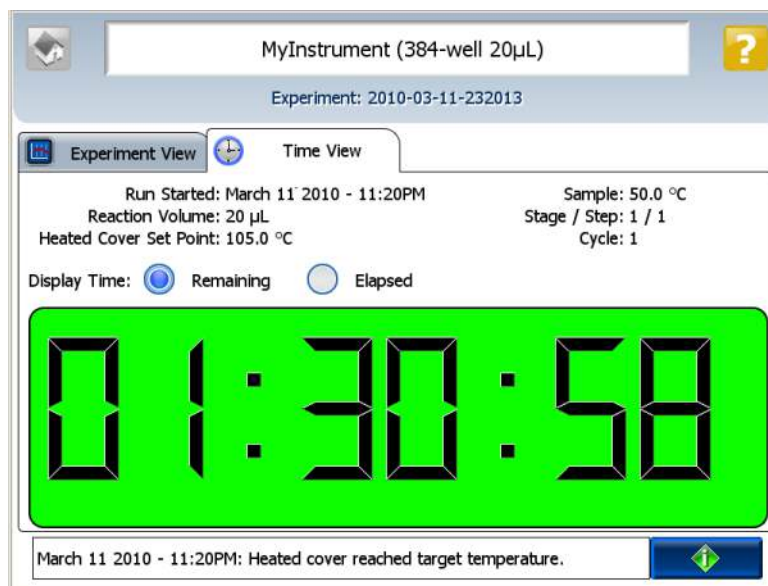 MyInstrument (384-well 20µL)
?
Experiment: 2010-03-11-232013
Experiment View
Time View
Run Started: March 11 2010 - 11:20PM
Sample: 50.0 °C
Reaction Volume: 20 µL
Stage / Step: 1 / 1
Heated Cover Set Point: 105.0 °C
Cycle: 1
Display Time: Remaining Elapsed
01:30:58
March 11 2010 - 11:20PM: Heated cover reached target temperature.
i